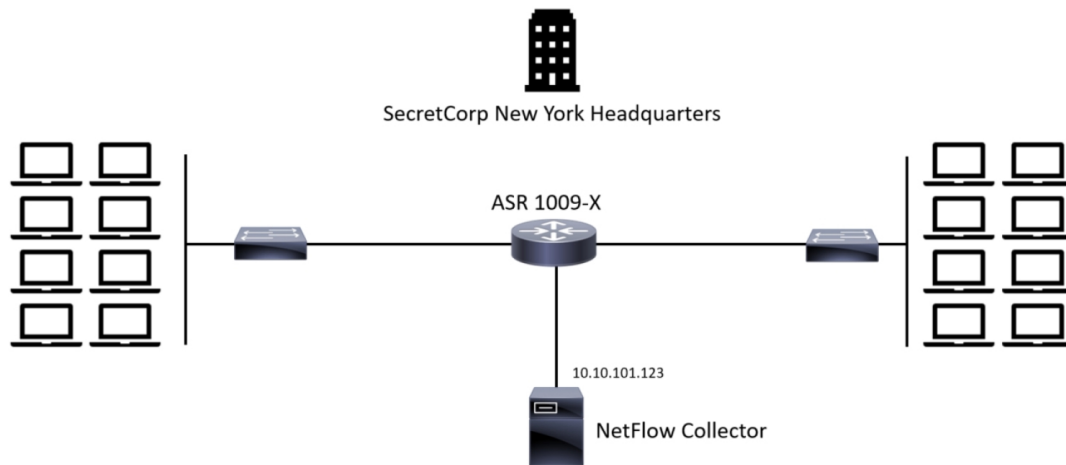 SecretCorp New York Headquarters
ASR 1009-X
10.10.101.123
NetFlow Collector